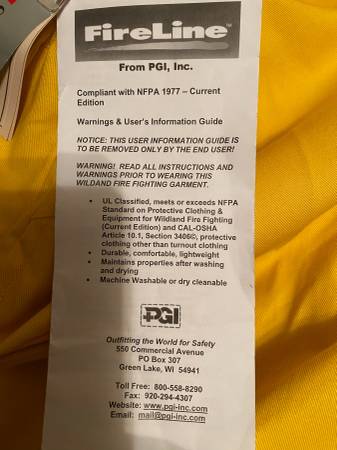 FireLine™
From PGI, Inc.
Compliant with NFPA 1977 – Current
Edition
Warnings & User's Information Guide
NOTICE: THIS USER INFORMATION GUIDE IS
TO BE REMOVED ONLY BY THE END USER!
WARNING! READ ALL INSTRUCTIONS AND
WARNINGS PRIOR TO WEARING THIS
WILDAND FIRE FIGHTING GARMENT.
• UL Classified, meets or exceeds NFPA
Standard on Protective Clothing &
Equipment for Wildland Fire Fighting
(Current Edition) and CAL-OSHA
Article 10.1, Section 3406©, protective
clothing other than turnout clothing
• Durable, comfortable, lightweight
• Maintains properties after washing
and drying
• Machine Washable or dry cleanable
PGI
Outfitting the World for Safety
550 Commercial Avenue
PO Box 307
Green Lake, WI 54941
Toll Free: 800-558-8290
Fax: 920-294-4307
Website: www.pgi-inc.com
Email: mail@pgi-inc.com